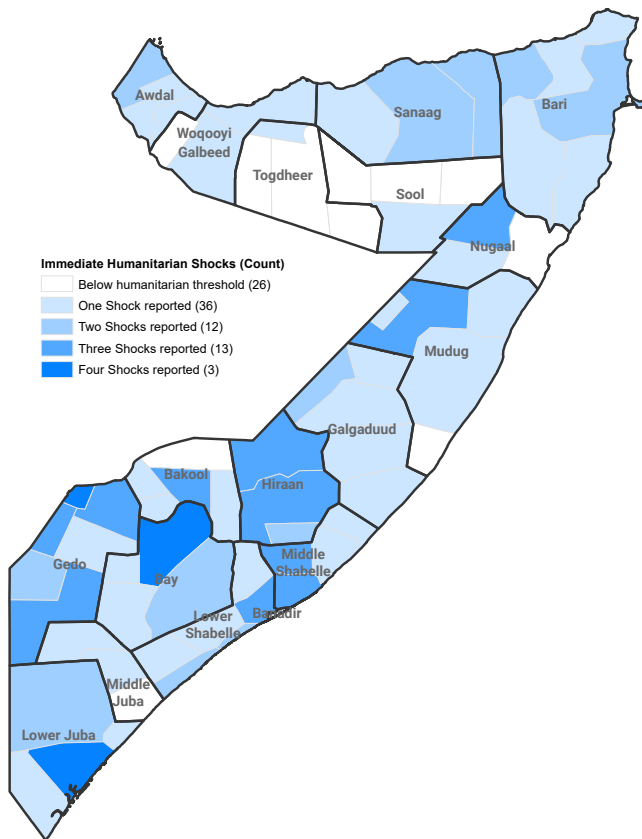 Awdal
Woqooyi
Galbeed
Togdheer
Sanaag
Bari
Sool
Nugaal
Immediate Humanitarian Shocks (Count)
Below humanitarian threshold (26)
One Shock reported (36)
Two Shocks reported (12)
Three Shocks reported (13)
Four Shocks reported (3)
Mudug
Galgaduud
Bakool
Hiraan
Gedo
Bay
Middle
Shabelle
Lower
Shabelle
Banadir
Middle
Juba
Lower Juba